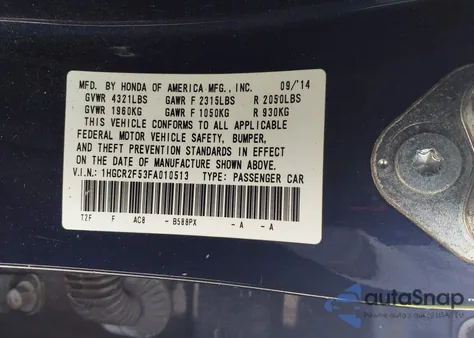 MFD. BY HONDA OF AMERICA MFG., INC. 09/'14
GVWR 4321LBS GAWR F 2315LBS R 2050LBS
GVWR 1960KG GAWR F 1050KG R 930KG
THIS VEHICLE CONFORMS TO ALL APPLICABLE
FEDERAL MOTOR VEHICLE SAFETY, BUMPER,
AND THEFT PREVENTION STANDARDS IN EFFECT
ON THE DATE OF MANUFACTURE SHOWN ABOVE.
V.I.N.: 1HGCR2F53FA010513 TYPE: PASSENGER CAR
T2F F AC8 - B588PX - A - A
autaSnap